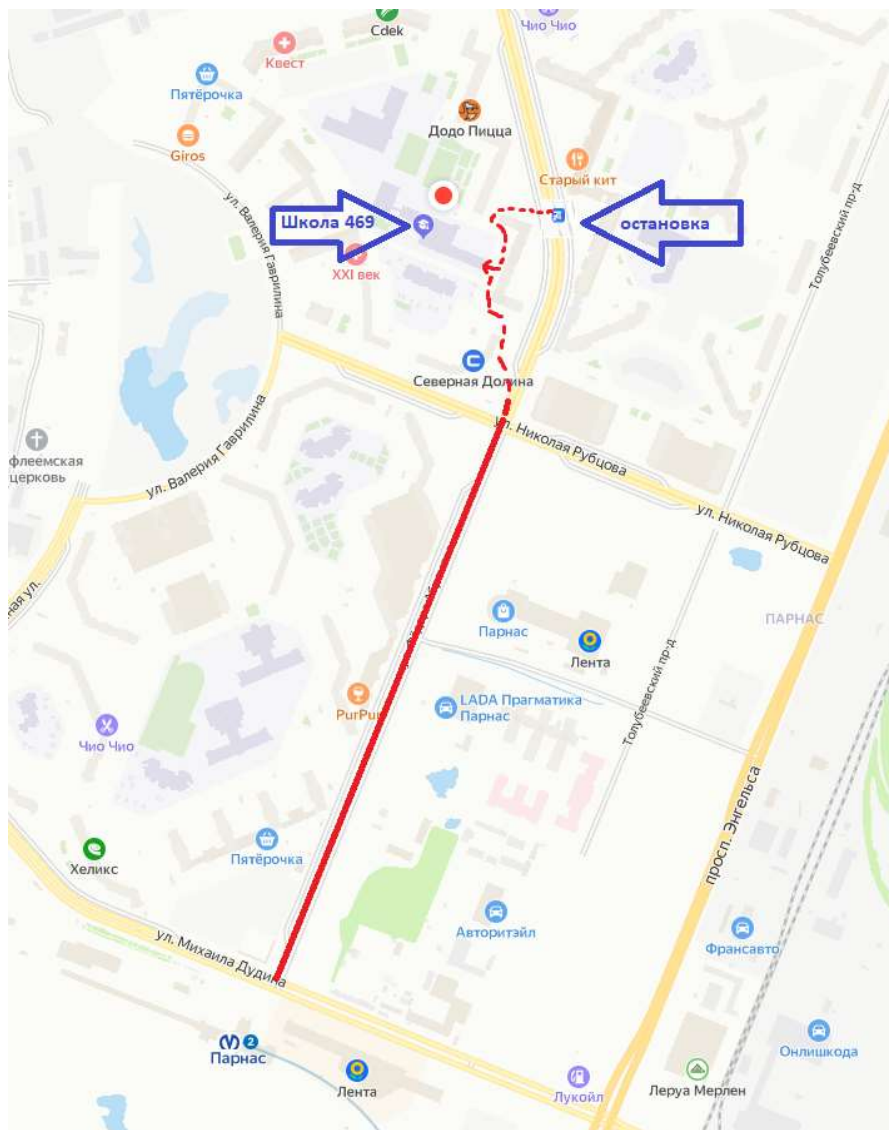 Cdek
Чио Чио
Квест
Пятёрочка
Додо Пицца
Giros
Старый кит
Школа 469
остановка
ул. Валерия Гаврилина
XXI век
Толубеевский пр-д
Северная Долина
ул. Николая Рубцова
флеемская
церковь
ул. Валерия Гаврилина
ул. Николая Рубцова
ная ул.
Парнас
ПАРНАС
Лента
LADA Прагматика
Парнас
PurPur
Толубеевский пр-д
Чио Чио
просп. Энгельса
Пятёрочка
Хеликс
Авторитэйл
Франсавто
ул. Михаила Дудина
2
Парнас
Онлишкода
Лента
Лукойл
Леруа Мерлен